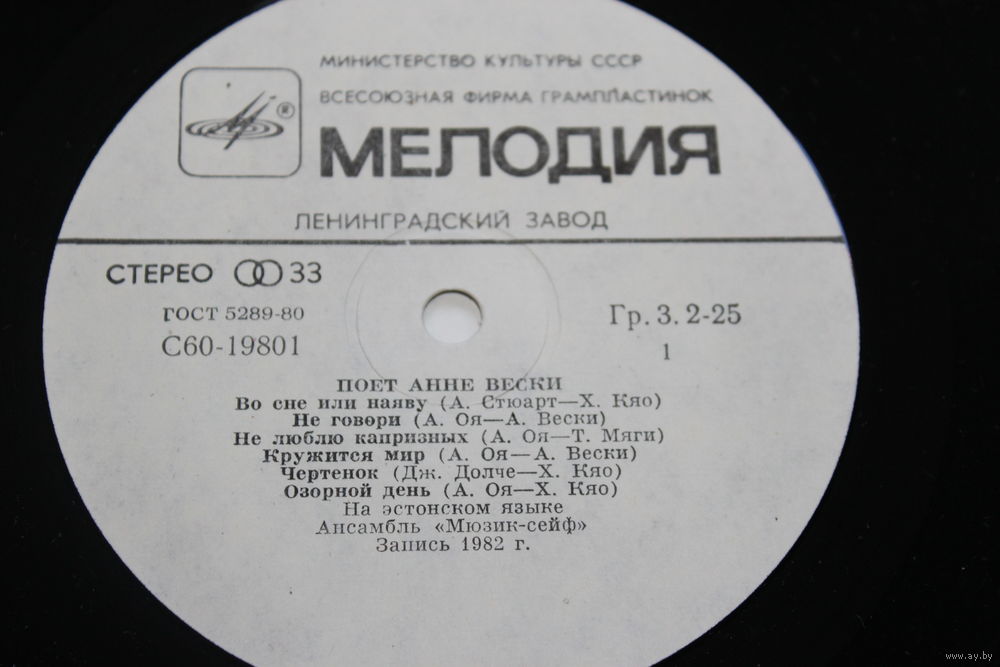 МИНИСТЕРСТВО КУЛЬТУРЫ СССР
ВСЕСОЮЗНАЯ ФИРМА ГРАМПЛАСТИНОК
®
МЕЛОДИЯ
ЛЕНИНГРАДСКИЙ ЗАВОД
СТЕРЕО 33
ГОСТ 5289-80
С60-19801
Гр. 3. 2-25
1
ПОЕТ АННЕ ВЕСКИ
Во сне или наяву (А. Стюарт—Х. Кяо)
Не говори (А. Оя—А. Вески)
Не люблю капризных (А. Оя—Т. Мяги)
Кружится мир (А. Оя—А. Вески)
Чертенок (Дж. Долче—Х. Кяо)
Озорной день (А. Оя—Х. Кяо)
На эстонском языке
Ансамбль «Мюзик-сейф»
Запись 1982 г.
www.ay.by